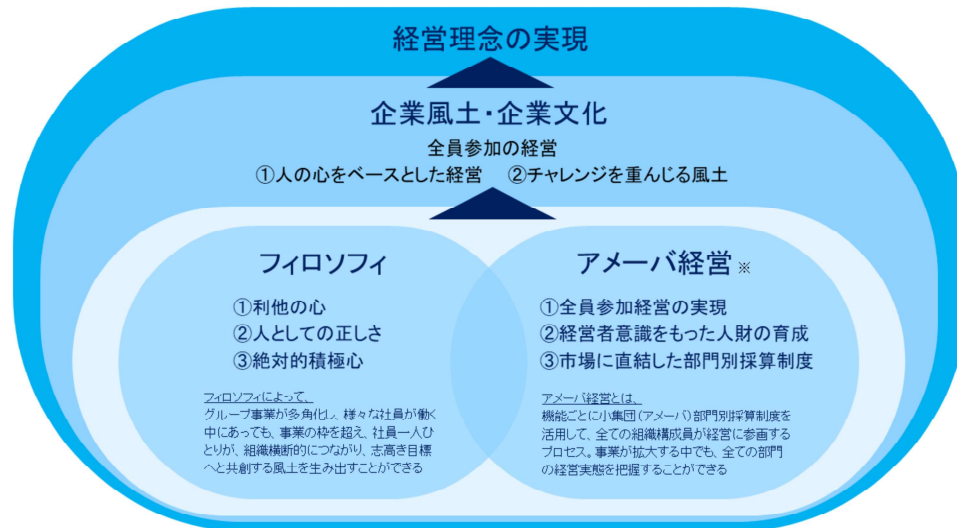 経営理念の実現
企業風土・企業文化
全員参加の経営
①人の心をベースとした経営　②チャレンジを重んじる風土
フィロソフィ
①利他の心
②人としての正しさ
③絶対的積極心
フィロソフィによって、
グループ事業が多角化し、様々な社員が働く
中にあっても、事業の枠を超え、社員一人ひ
とりが、組織横断的につながり、志高き目標
へと共創する風土を生み出すことができる
アメーバ経営 ※
①全員参加経営の実現
②経営者意識をもった人財の育成
③市場に直結した部門別採算制度
アメーバ経営とは、
機能ごとに小集団(アメーバ)部門別採算制度を
活用して、全ての組織構成員が経営に参画する
プロセス。事業が拡大する中でも、全ての部門
の経営実態を把握することができる